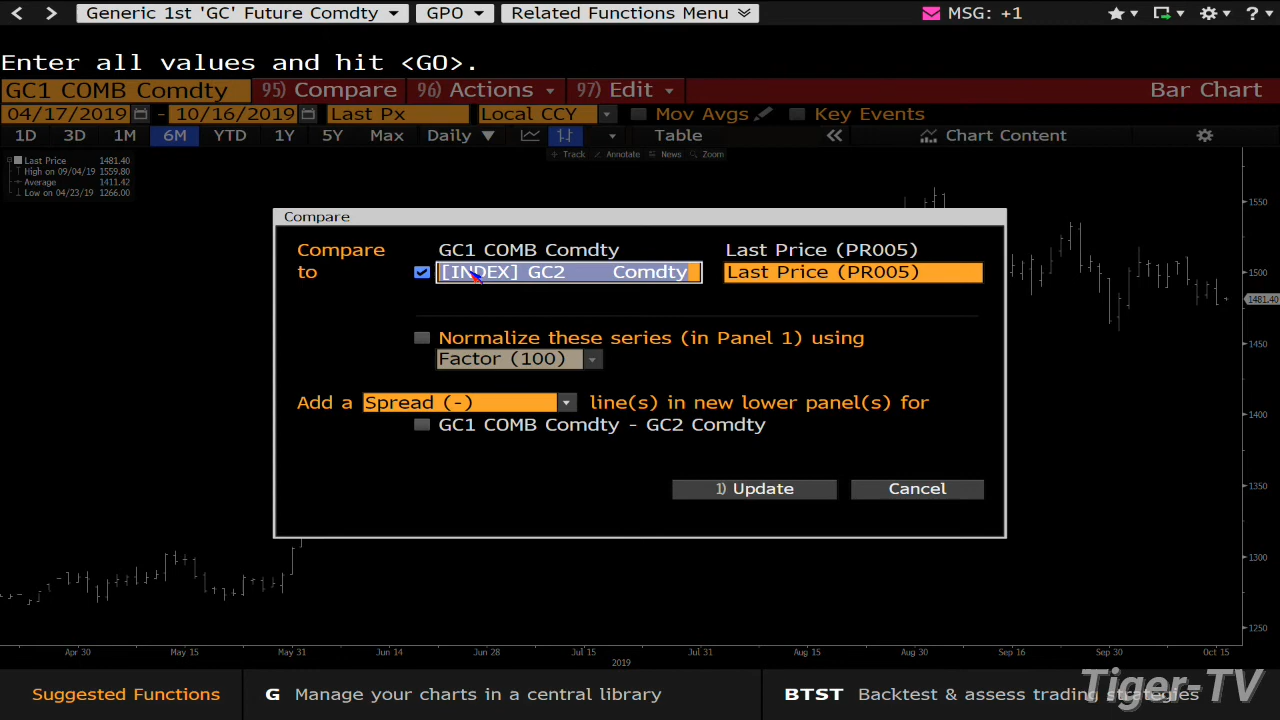 Generic 1st 'GC' Future Comdty GPO Related Functions Menu MSG: +1 ?
Enter all values and hit <GO>.
GC1 COMB Comdty 95) Compare 96) Actions 97) Edit Bar Chart
04/17/2019 - 10/16/2019 Last Px Local CCY Mov Avgs Key Events
1D 3D 1M 6M YTD 1Y 5Y Max Daily Table Chart Content
Track Annotate News Zoom
Last Price 1481.40
High on 09/04/19 1559.80
Average 1411.42
Low on 04/23/19 1266.00
Compare
Compare GC1 COMB Comdty Last Price (PR005)
to [INDEX] GC2 Comdty Last Price (PR005)
Normalize these series (in Panel 1) using
Factor (100)
Add a Spread (-) line(s) in new lower panel(s) for
GC1 COMB Comdty - GC2 Comdty
1) Update Cancel
1550
1500
1481.40
1450
1400
1350
1300
1250
Apr 30 May 15 May 31 Jun 14 Jun 28 Jul 15 Jul 31 Aug 15 Aug 30 Sep 16 Sep 30 Oct 15
2019
Suggested Functions G Manage your charts in a central library BTST Backtest & assess trading strategies
Tiger-TV